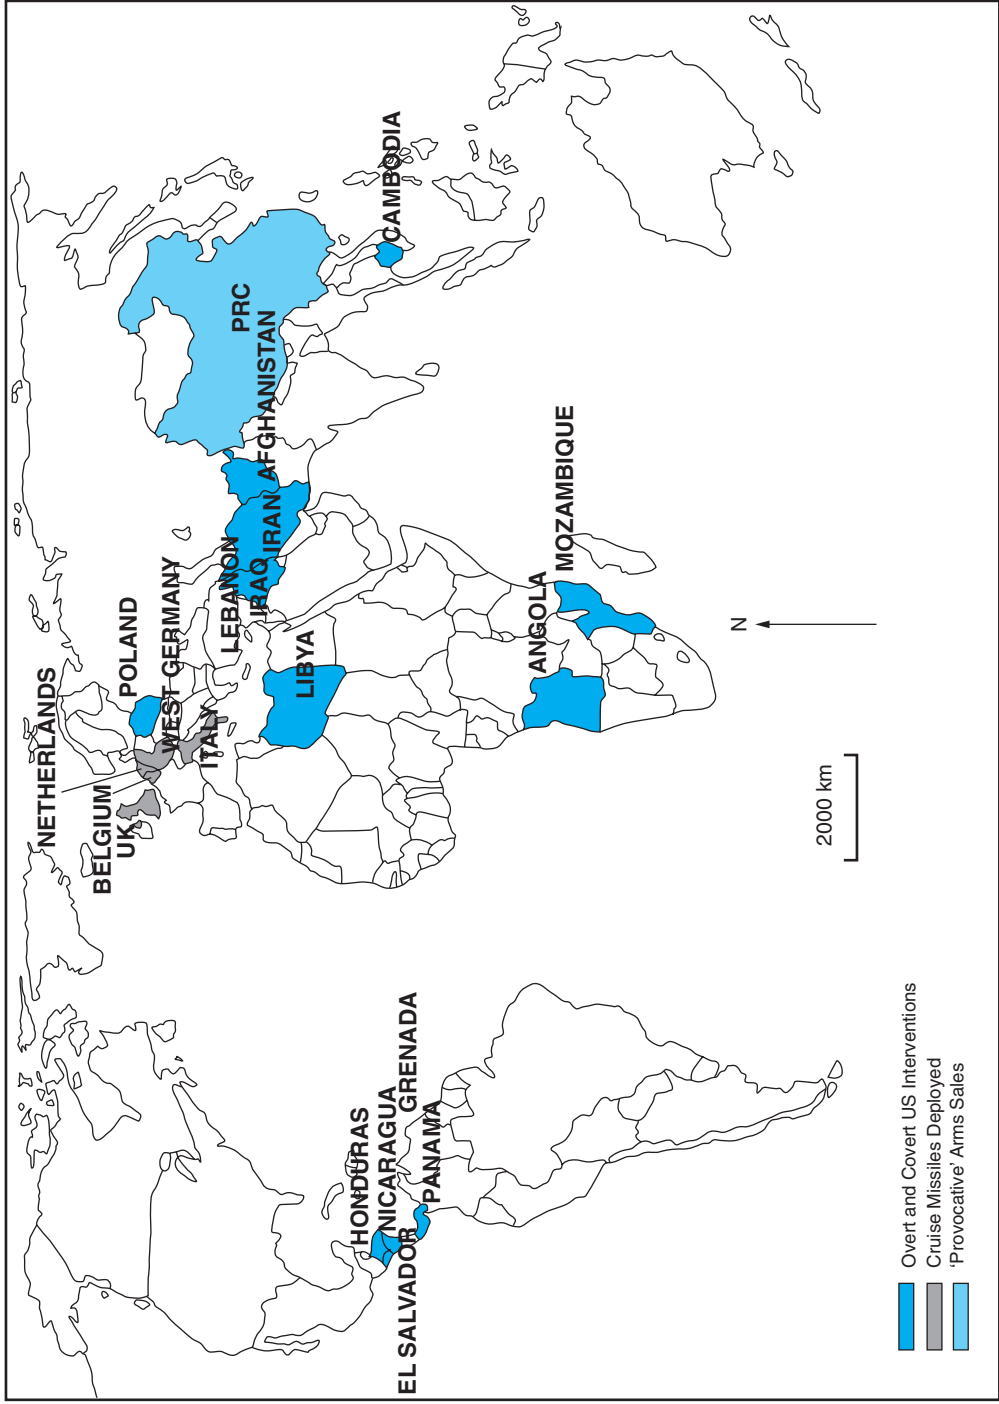 NETHERLANDS
BELGIUM
UK
POLAND
WEST GERMANY
ITALY
LEBANON
IRAQ
IRAN
AFGHANISTAN
PRC
LIBYA
CAMBODIA
HONDURAS
NICARAGUA
EL SALVADOR
GRENADA
PANAMA
ANGOLA
MOZAMBIQUE
N
2000 km
Overt and Covert US Interventions
Cruise Missiles Deployed
'Provocative' Arms Sales